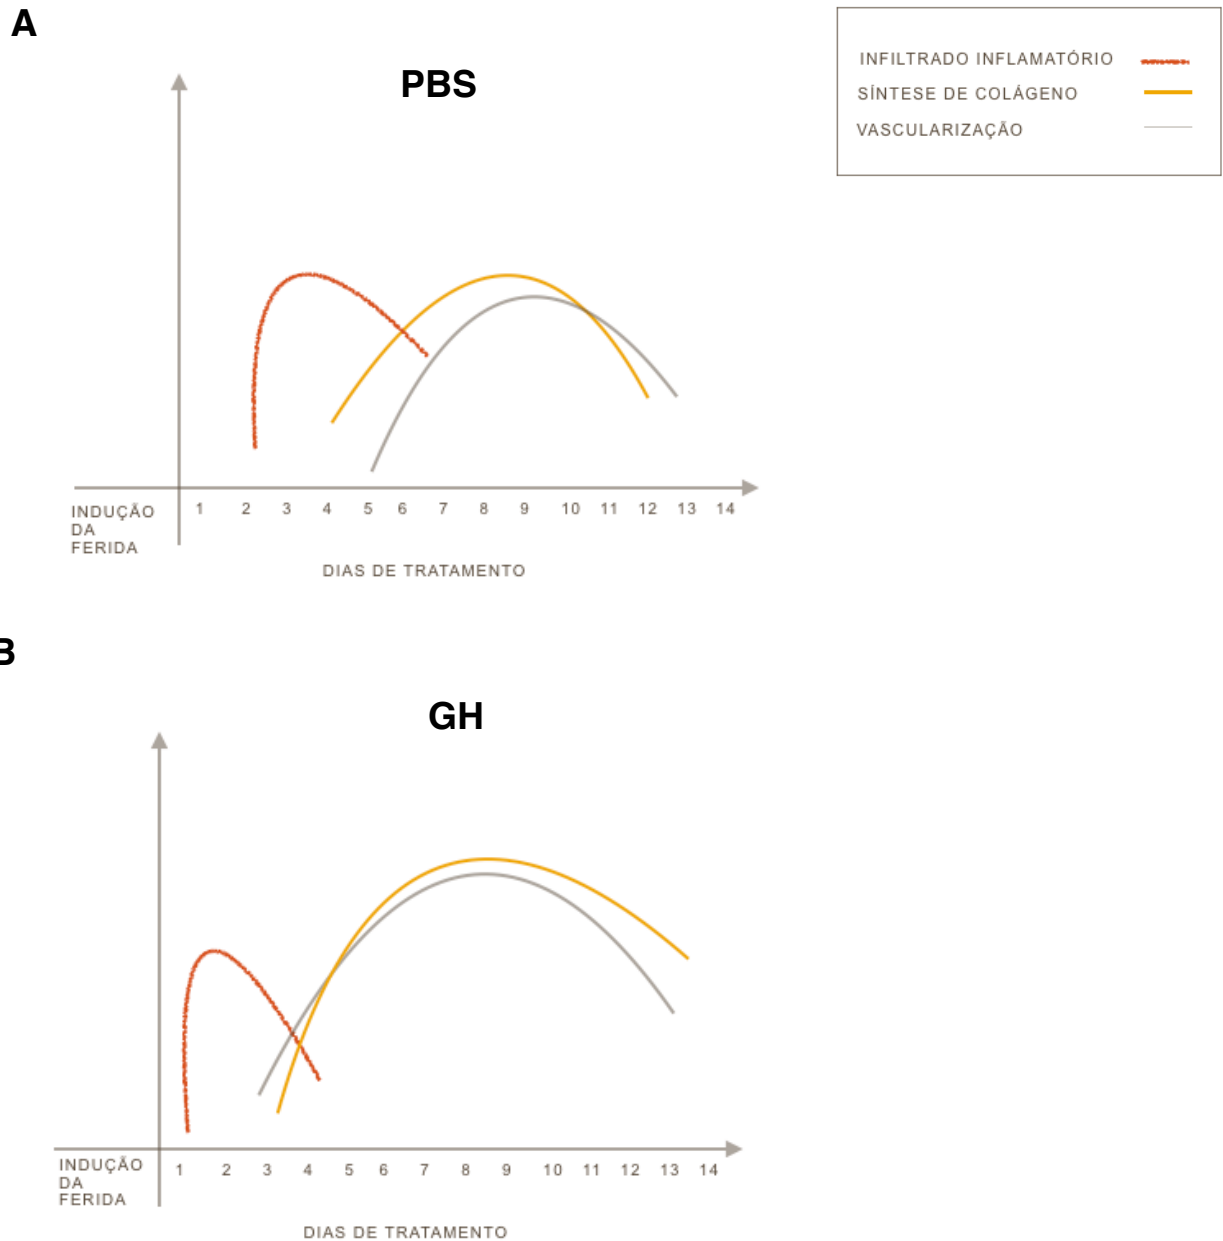 A
PBS
INFILTRADO INFLAMATÓRIO
SÍNTESE DE COLÁGENO
VASCULARIZAÇÃO
1 2 3 4 5 6 7 8 9 10 11 12 13 14
INDUÇÃO
DA
FERIDA
DIAS DE TRATAMENTO
B
GH
1 2 3 4 5 6 7 8 9 10 11 12 13 14
INDUÇÃO
DA
FERIDA
DIAS DE TRATAMENTO